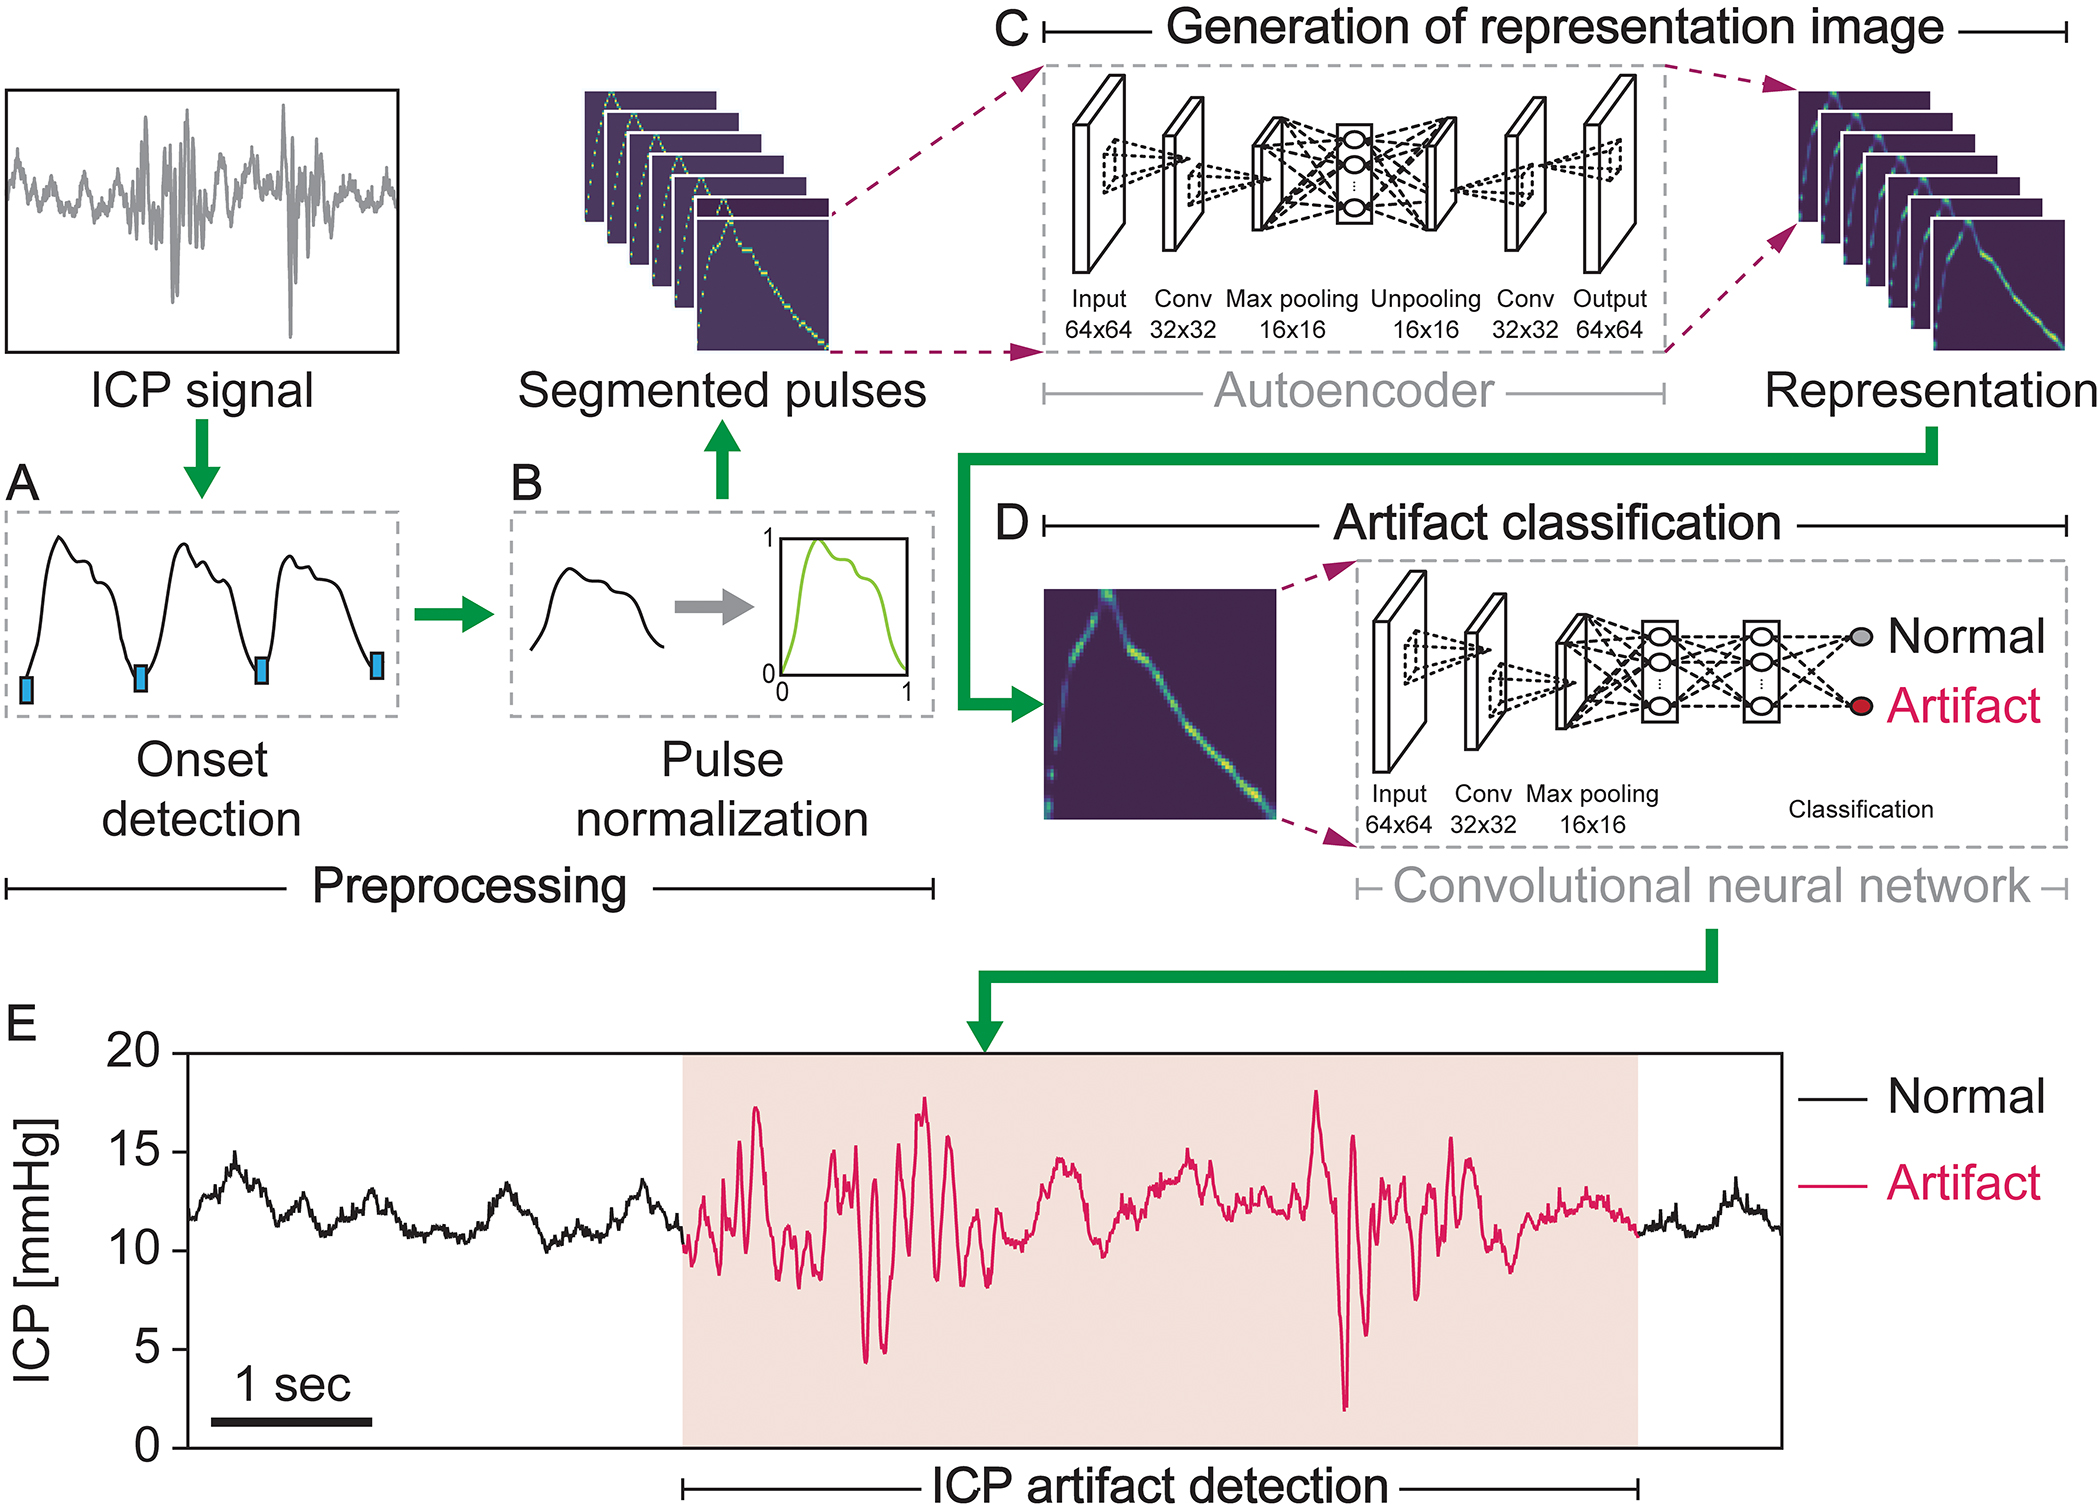 C
Generation of representation image
Input
64x64
Conv
32x32
Max pooling
16x16
Unpooling
16x16
Conv
32x32
Output
64x64
ICP signal
Segmented pulses
Autoencoder
Representation
A
B
1
0
0
1
Onset
detection
Pulse
normalization
Preprocessing
D
Artifact classification
Normal
Artifact
Input
64x64
Conv
32x32
Max pooling
16x16
Classification
Convolutional neural network
E
ICP [mmHg]
20
15
10
5
0
1 sec
Normal
Artifact
ICP artifact detection